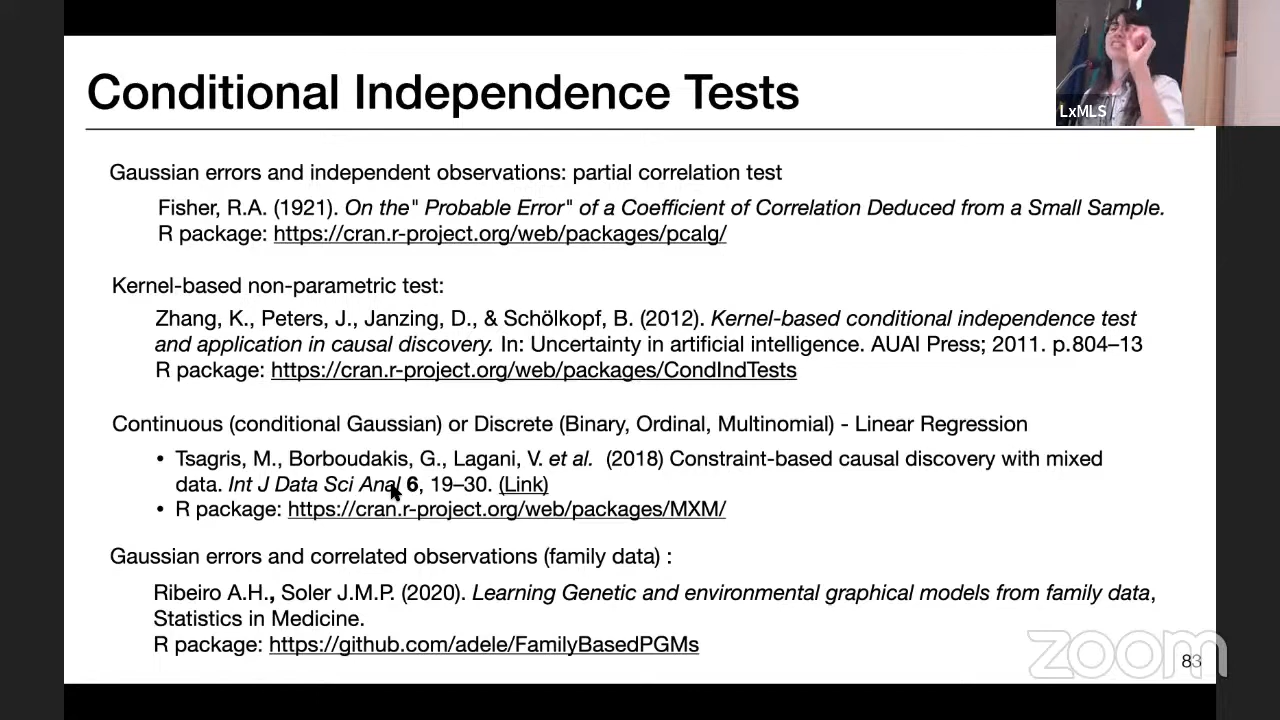 Conditional Independence Tests
LxMLS
Gaussian errors and independent observations: partial correlation test
Fisher, R.A. (1921). On the" Probable Error" of a Coefficient of Correlation Deduced from a Small Sample.
R package: https://cran.r-project.org/web/packages/pcalg/
Kernel-based non-parametric test:
Zhang, K., Peters, J., Janzing, D., & Schölkopf, B. (2012). Kernel-based conditional independence test
and application in causal discovery. In: Uncertainty in artificial intelligence. AUAI Press; 2011. p.804–13
R package: https://cran.r-project.org/web/packages/CondIndTests
Continuous (conditional Gaussian) or Discrete (Binary, Ordinal, Multinomial) - Linear Regression
• Tsagris, M., Borboudakis, G., Lagani, V. et al. (2018) Constraint-based causal discovery with mixed
data. Int J Data Sci Anal 6, 19–30. (Link)
• R package: https://cran.r-project.org/web/packages/MXM/
Gaussian errors and correlated observations (family data) :
Ribeiro A.H., Soler J.M.P. (2020). Learning Genetic and environmental graphical models from family data,
Statistics in Medicine.
R package: https://github.com/adele/FamilyBasedPGMs
zoom
83